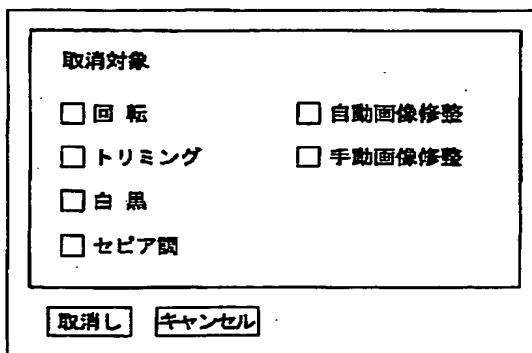 取消対象
回 転
自動画像修整
トリミング
手動画像修整
白 黒
セピア調
取消し
キャンセル